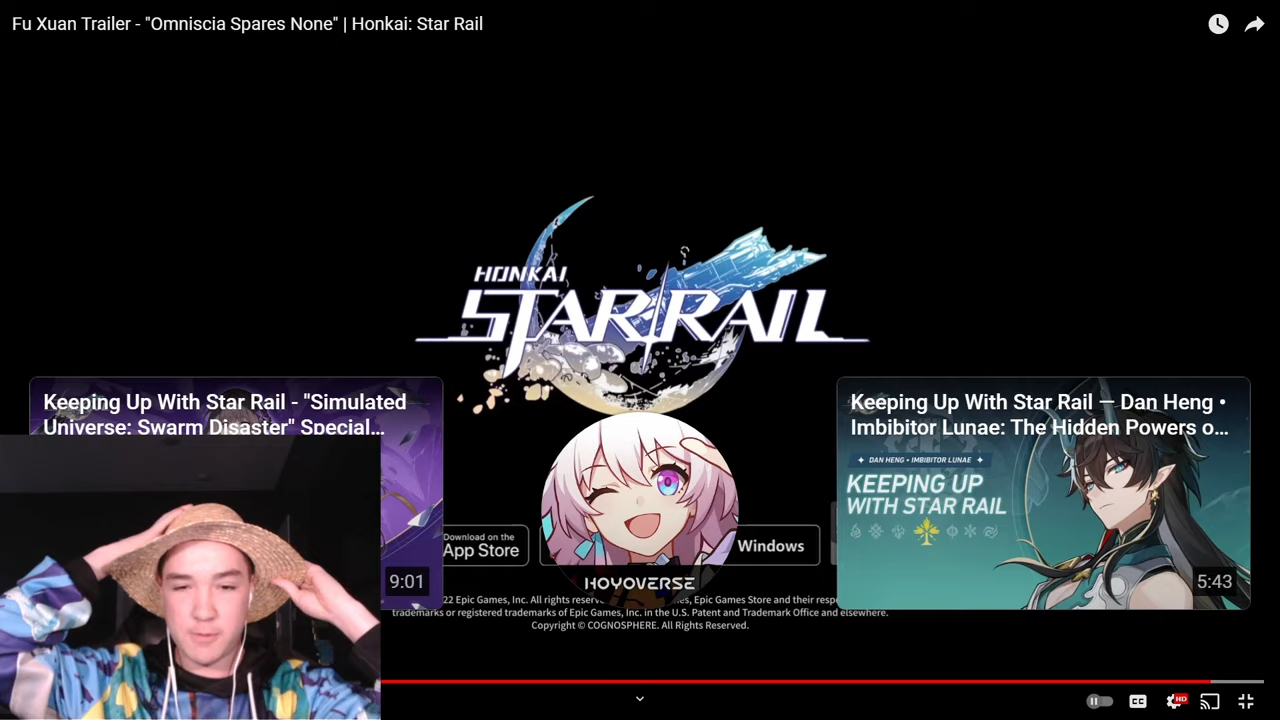 Fu Xuan Trailer - "Omniscia Spares None" | Honkai: Star Rail
HONKAI
STAR RAIL
Keeping Up With Star Rail - "Simulated
Universe: Swarm Disaster" Special...
9:01
Keeping Up With Star Rail — Dan Heng •
Imbibitor Lunae: The Hidden Powers o...
DAN HENG • IMBIBITOR LUNAE
KEEPING UP
WITH STAR RAIL
5:43
Download on the
App Store
Windows
HOYOVERSE
22 Epic Games, Inc. All rights reserv es, Epic Games Store and their respe
trademarks or registered trademarks of Epic Games, Inc. in the U.S. Patent and Trademark Office and elsewhere.
Copyright © COGNOSPHERE. All Rights Reserved.
CC
HD